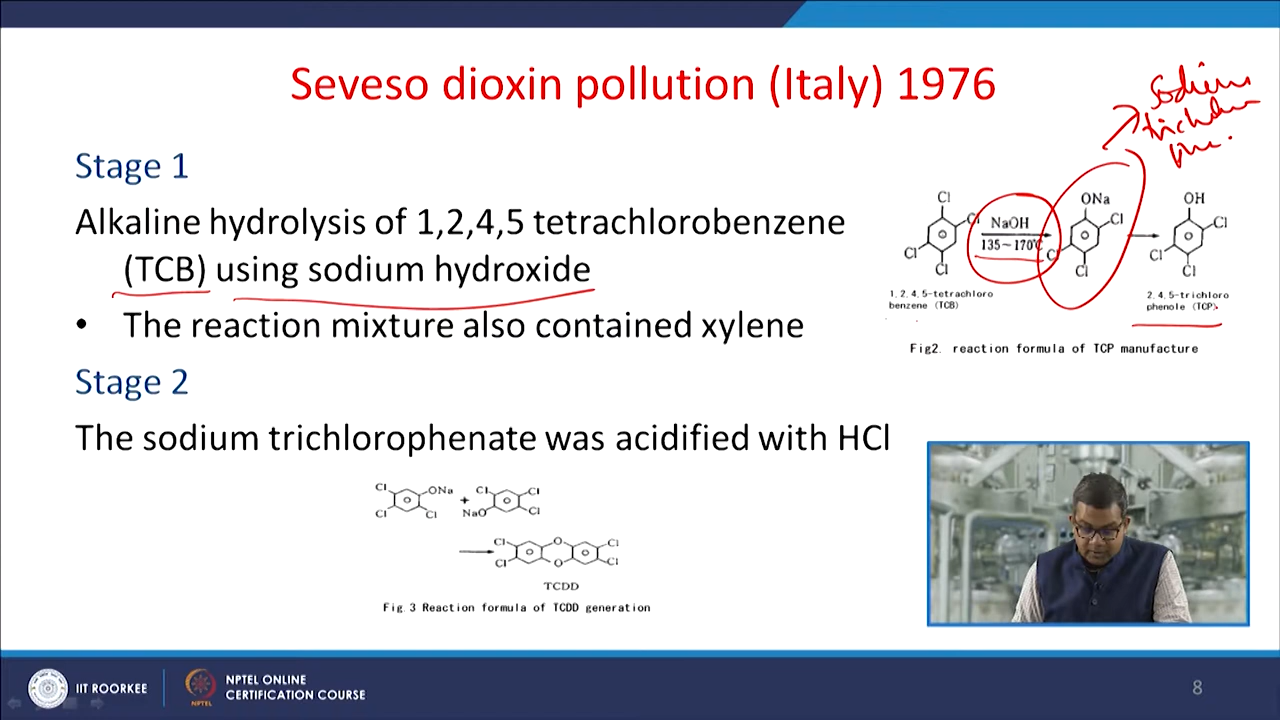 Seveso dioxin pollution (Italy) 1976
Sodium
Stage 1
Alkaline hydrolysis of 1,2,4,5 tetrachlorobenzene
(TCB) using sodium hydroxide
• The reaction mixture also contained xylene
Stage 2
The sodium trichlorophenate was acidified with HCl
Cl
Cl
Cl
Cl
NaOH
135~170℃
ONa
Cl
Cl
Cl
OH
Cl
Cl
Cl
1, 2, 4, 5-tetrachloro
benzene (TCB)
2, 4, 5-trichloro
phenole (TCP)
Fig2. reaction formula of TCP manufacture
Cl
ONa
Cl
Cl
+
Cl
Cl
NaO
Cl
Cl
O
Cl
Cl
O
Cl
TCDD
Fig.3 Reaction formula of TCDD generation
IIT ROORKEE
NPTEL
NPTEL ONLINE
CERTIFICATION COURSE
8